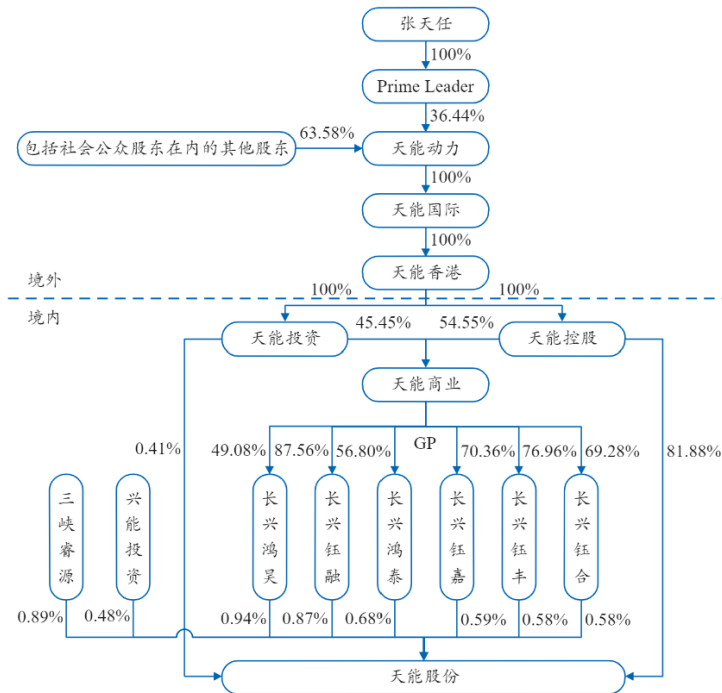 张天任
100%
Prime Leader
36.44%
63.58%
包括社会公众股东在内的其他股东
天能动力
100%
天能国际
100%
天能香港
境外
100%
100%
境内
天能投资
45.45%
54.55%
天能控股
天能商业
0.41%
49.08%
87.56%
56.80%
GP
70.36%
76.96%
69.28%
81.88%
三峡睿源
兴能投资
长兴鸿昊
长兴钰融
长兴鸿泰
长兴钰嘉
长兴钰丰
长兴钰合
0.89%
0.48%
0.94%
0.87%
0.68%
0.59%
0.58%
0.58%
天能股份